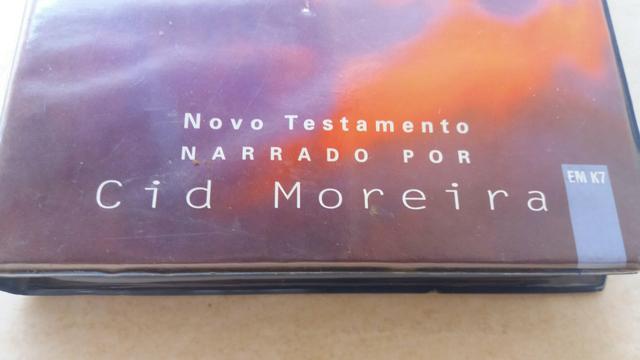 Novo Testamento
NARRADO POR
Cid Moreira
EM K7